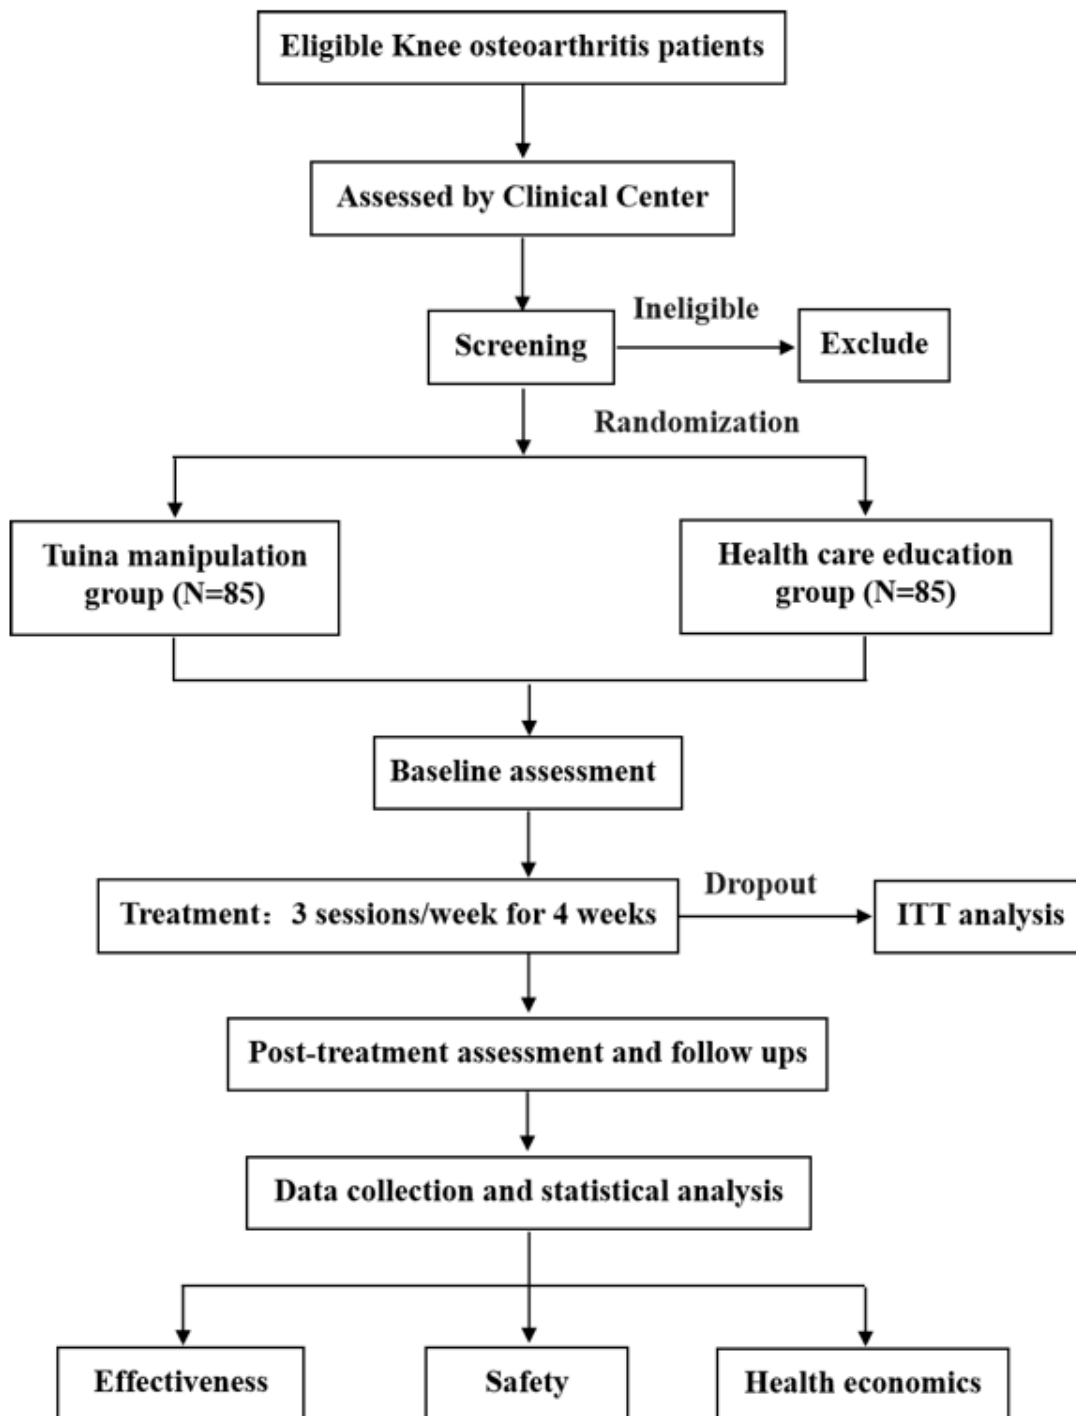 Eligible Knee osteoarthritis patients
Assessed by Clinical Center
Screening
Ineligible
Exclude
Randomization
Tuina manipulation
group (N=85)
Health care education
group (N=85)
Baseline assessment
Treatment：3 sessions/week for 4 weeks
Dropout
ITT analysis
Post-treatment assessment and follow ups
Data collection and statistical analysis
Effectiveness
Safety
Health economics